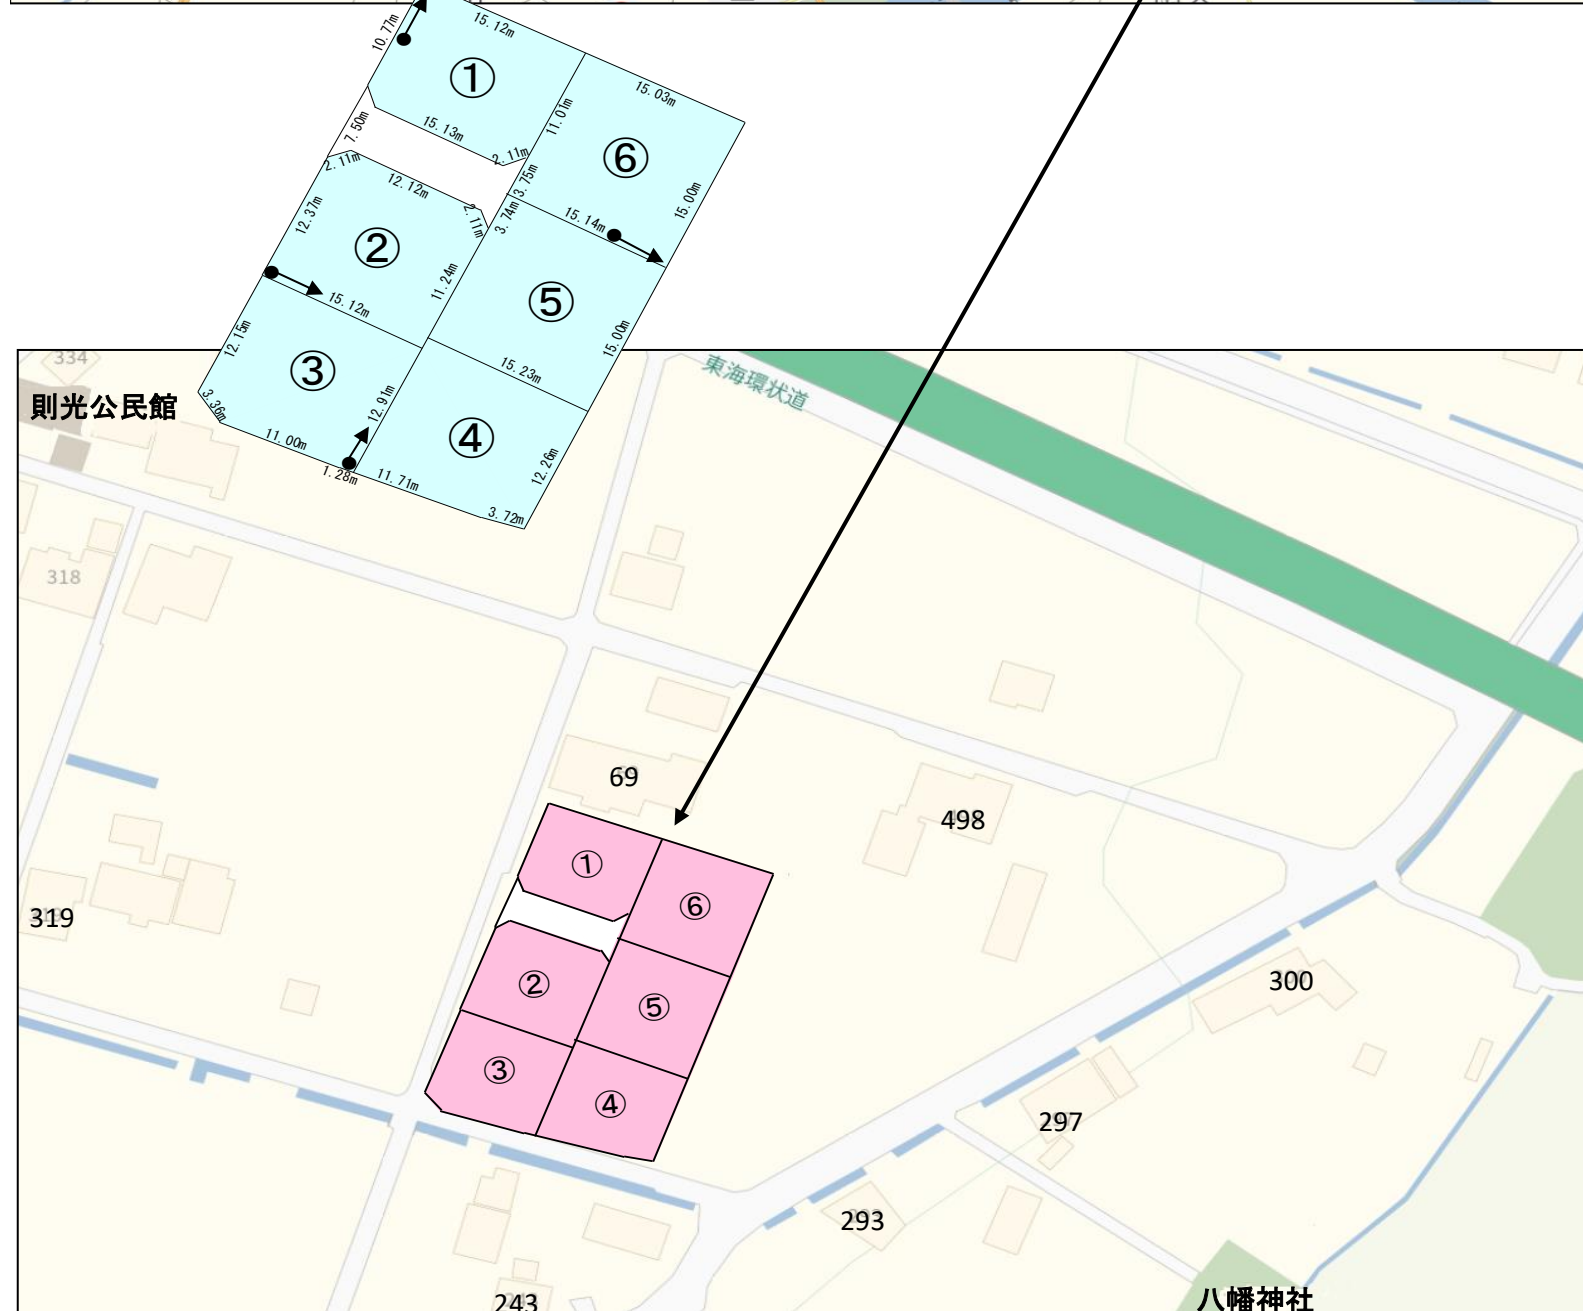 15.12m
10.77m
①
15.03m
11.01m
7.50m
15.13m
2.11m
⑥
2.11m
3.75m
12.12m
15.00m
12.37m
2.11m
3.74m
15.14m
②
11.24m
⑤
15.12m
12.15m
15.00m
③
15.23m
334
東海環状道
則光公民館
3.36m
12.91m
④
11.00m
1.28m
11.71m
12.26m
3.72m
318
69
498
①
⑥
319
②
⑤
300
③
④
297
293
243
八幡神社